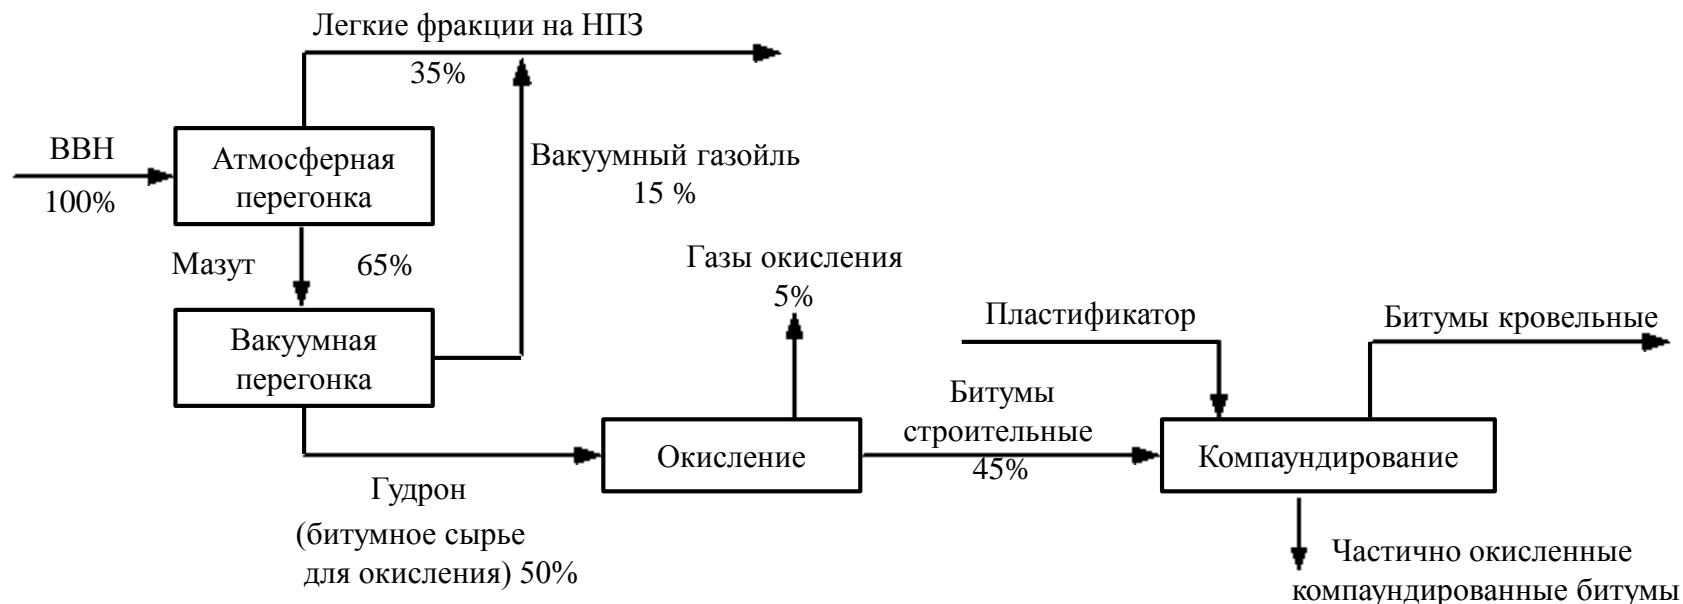 Легкие фракции на НПЗ
35%
ВВН
100%
Атмосферная
перегонка
Вакуумный газойль
15 %
Мазут
65%
Вакуумная
перегонка
Газы окисления
5%
Пластификатор
Битумы кровельные
Битумы
строительные
45%
Окисление
Компаундирование
Гудрон
(битумное сырье
для окисления) 50%
Частично окисленные
компаундированные битумы